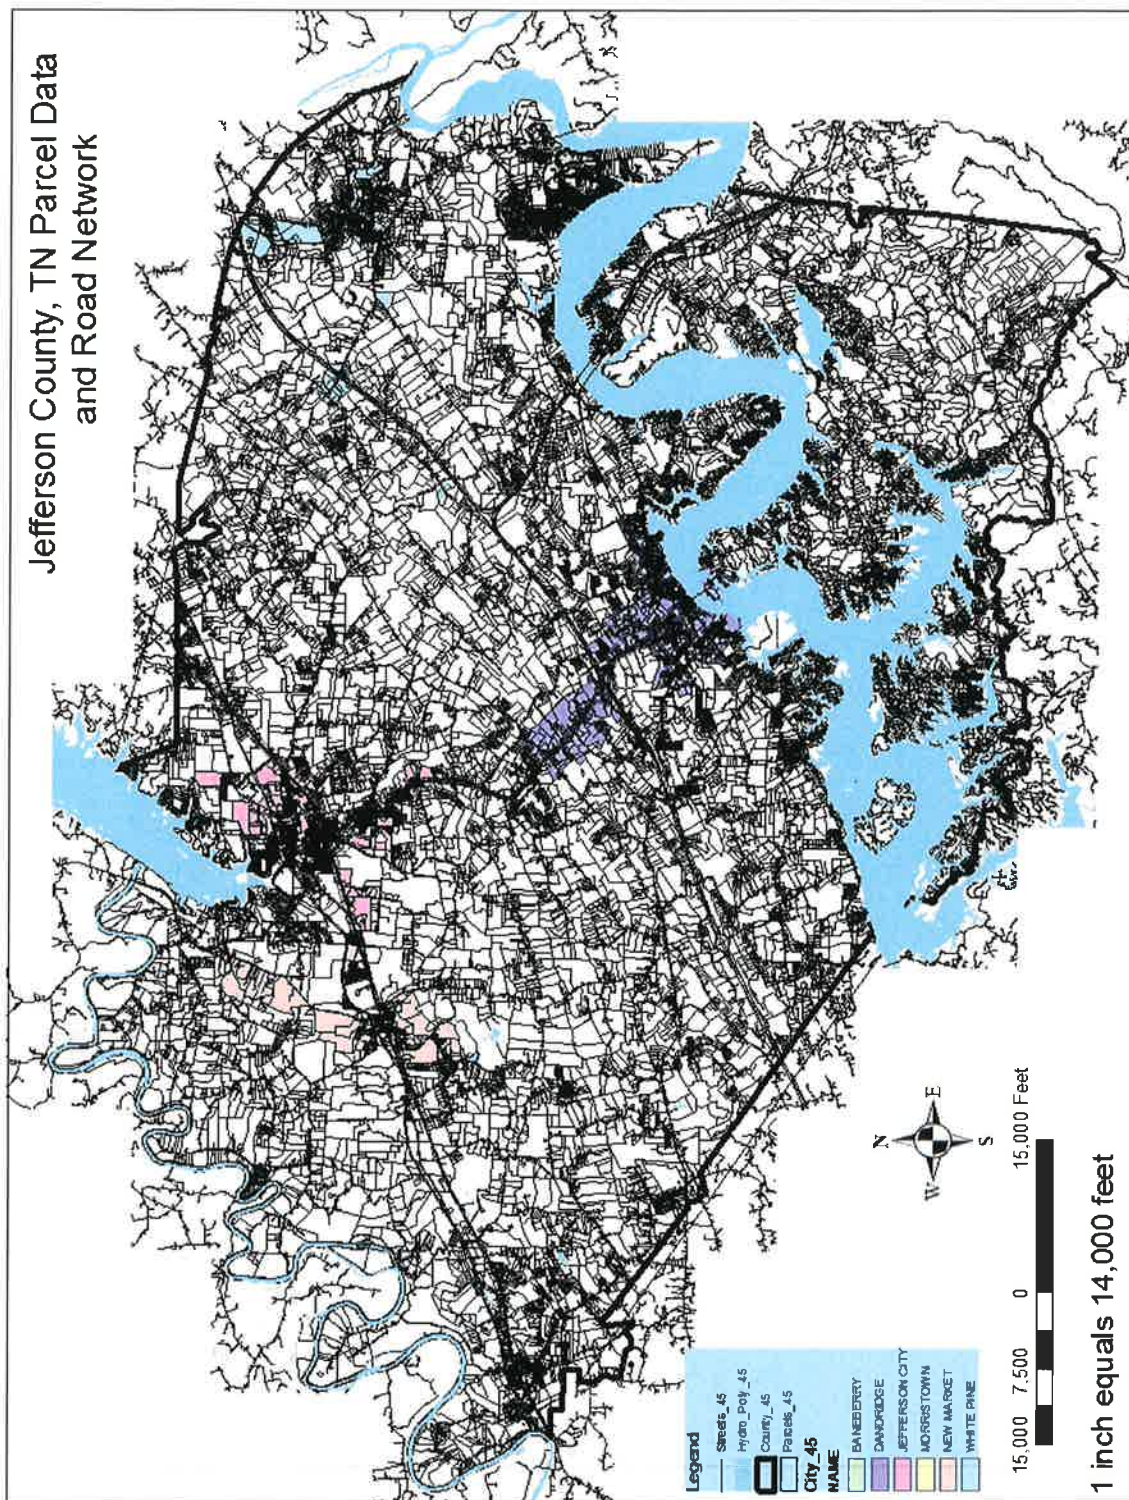 Jefferson County, TN Parcel Data
and Road Network
N
W E
S
Legend
Streets_45
Hydro_Poly_45
County_45
Parcels_45
City_45
NAME
BANEBERRY
DANDRIDGE
JEFFERSON CITY
MORRISTOWN
NEW MARKET
WHITE PINE
15,000 7,500 0 15,000 Feet
1 inch equals 14,000 feet